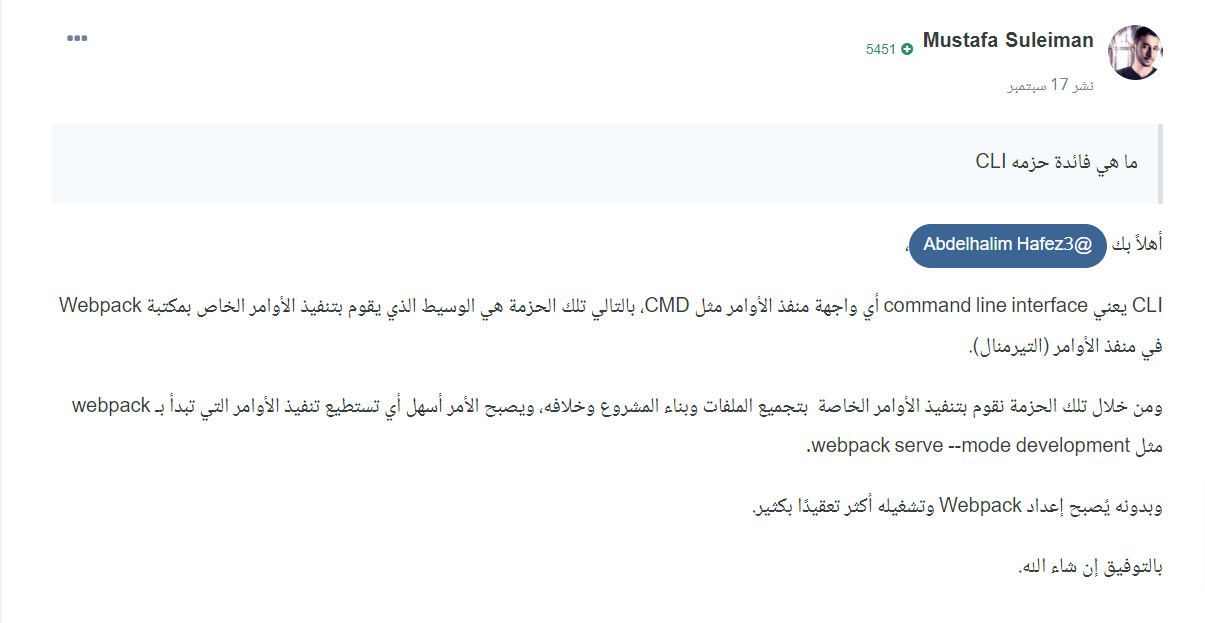 Mustafa Suleiman
5451
نشر 17 سبتمبر
ما هي فائدة حزمه CLI
أهلاً بك @Abdelhalim Hafez3،
CLI يعني command line interface أي واجهة منفذ الأوامر مثل CMD، بالتالي تلك الحزمة هي الوسيط الذي يقوم بتنفيذ الأوامر الخاص بمكتبة Webpack
في منفذ الأوامر (التيرمنال).
ومن خلال تلك الحزمة نقوم بتنفيذ الأوامر الخاصة بتجميع الملفات وبناء المشروع وخلافه، ويصبح الأمر أسهل أي تستطيع تنفيذ الأوامر التي تبدأ بـ webpack
مثل webpack serve --mode development.
وبدونه يُصبح إعداد Webpack وتشغيله أكثر تعقيدًا بكثير.
بالتوفيق إن شاء الله.